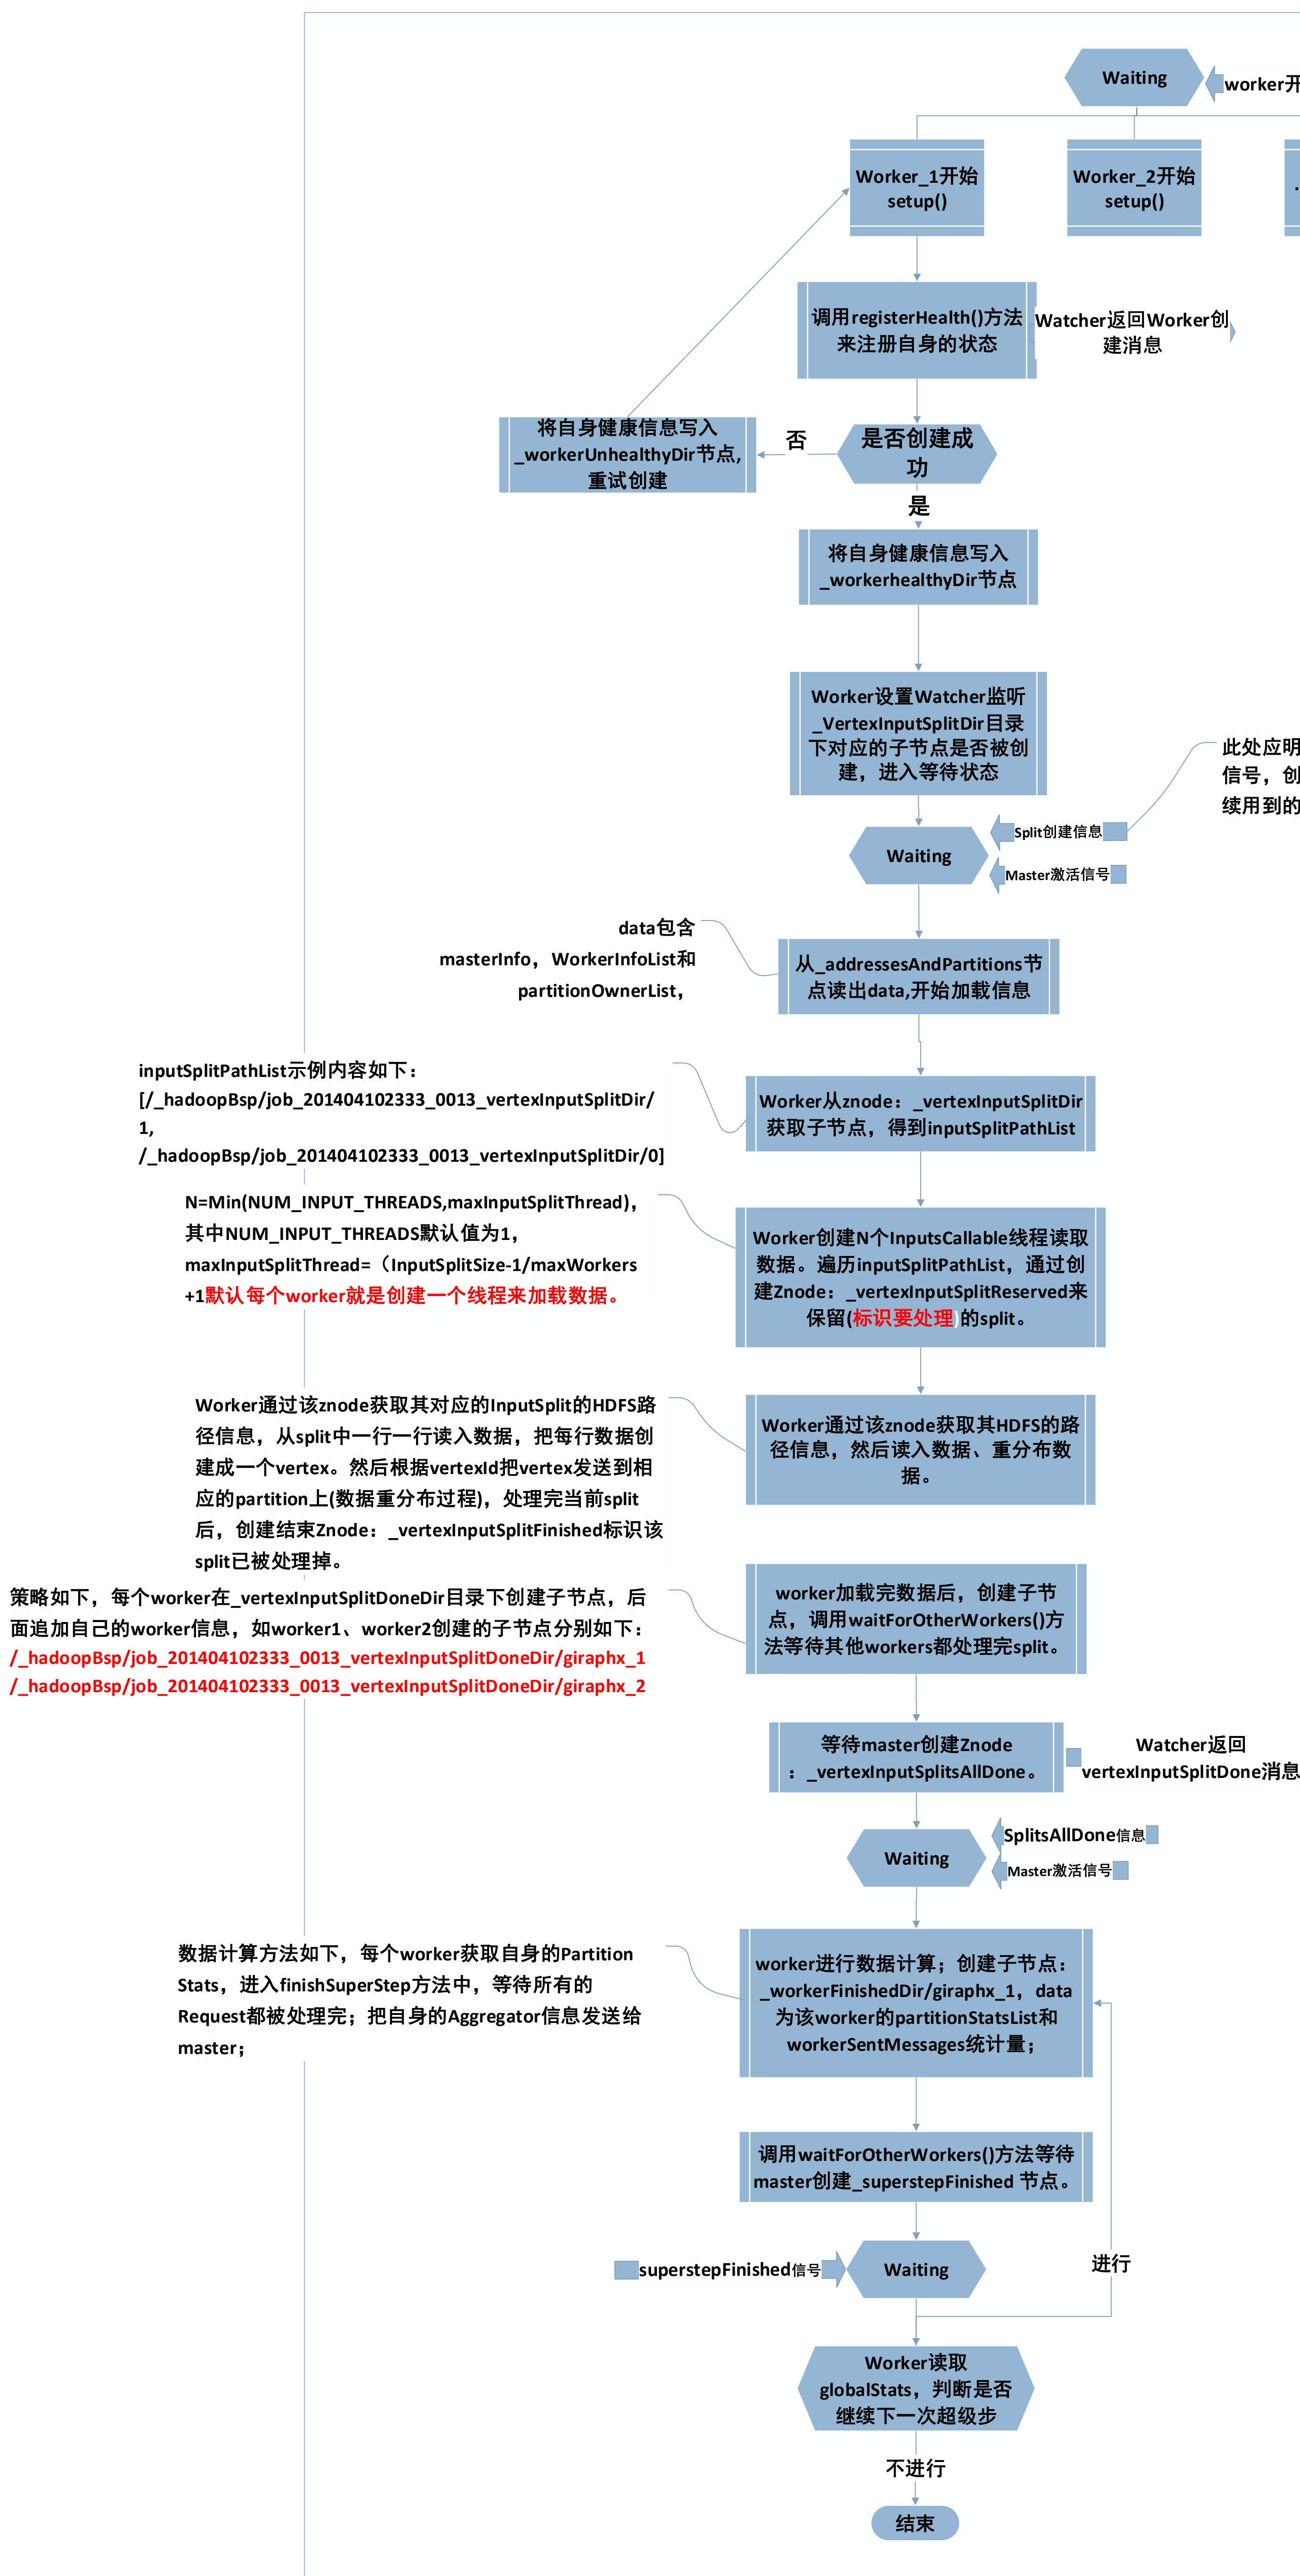 Waiting
worker开
Worker_1开始
setup()
Worker_2开始
setup()
调用registerHealth()方法
来注册自身的状态
Watcher返回Worker创
建消息
将自身健康信息写入
_workerUnhealthyDir节点,
重试创建
否
是否创建成
功
是
将自身健康信息写入
_workerhealthyDir节点
Worker设置Watcher监听
_VertexInputSplitDir目录
下对应的子节点是否被创
建，进入等待状态
此处应明
信号，创
续用到的
Split创建信息
Waiting
Master激活信号
data包含
masterInfo，WorkerInfoList和
partitionOwnerList，
从_addressesAndPartitions节
点读出data,开始加载信息
inputSplitPathList示例内容如下：
[/_hadoopBsp/job_201404102333_0013_vertexInputSplitDir/
1,
/_hadoopBsp/job_201404102333_0013_vertexInputSplitDir/0]
Worker从znode：_vertexInputSplitDir
获取子节点，得到inputSplitPathList
N=Min(NUM_INPUT_THREADS,maxInputSplitThread)，
其中NUM_INPUT_THREADS默认值为1，
maxInputSplitThread=（InputSplitSize-1/maxWorkers
+1默认每个worker就是创建一个线程来加载数据。
Worker创建N个InputsCallable线程读取
数据。遍历inputSplitPathList，通过创
建Znode：_vertexInputSplitReserved来
保留(标识要处理)的split。
Worker通过该znode获取其对应的InputSplit的HDFS路
径信息，从split中一行一行读入数据，把每行数据创
建成一个vertex。然后根据vertexId把vertex发送到相
应的partition上(数据重分布过程)，处理完当前split
后，创建结束Znode：_vertexInputSplitFinished标识该
split已被处理掉。
Worker通过该znode获取其HDFS的路
径信息，然后读入数据、重分布数
据。
策略如下，每个worker在_vertexInputSplitDoneDir目录下创建子节点，后
面追加自己的worker信息，如worker1、worker2创建的子节点分别如下：
/_hadoopBsp/job_201404102333_0013_vertexInputSplitDoneDir/giraphx_1
/_hadoopBsp/job_201404102333_0013_vertexInputSplitDoneDir/giraphx_2
worker加载完数据后，创建子节
点，调用waitForOtherWorkers()方
法等待其他workers都处理完split。
等待master创建Znode
：_vertexInputSplitsAllDone。
Watcher返回
vertexInputSplitDone消息
SplitsAllDone信息
Waiting
Master激活信号
数据计算方法如下，每个worker获取自身的Partition
Stats，进入finishSuperStep方法中，等待所有的
Request都被处理完；把自身的Aggregator信息发送给
master；
worker进行数据计算；创建子节点：
_workerFinishedDir/giraphx_1，data
为该worker的partitionStatsList和
workerSentMessages统计量；
调用waitForOtherWorkers()方法等待
master创建_superstepFinished 节点。
superstepFinished信号
Waiting
进行
Worker读取
globalStats，判断是否
继续下一次超级步
不进行
结束